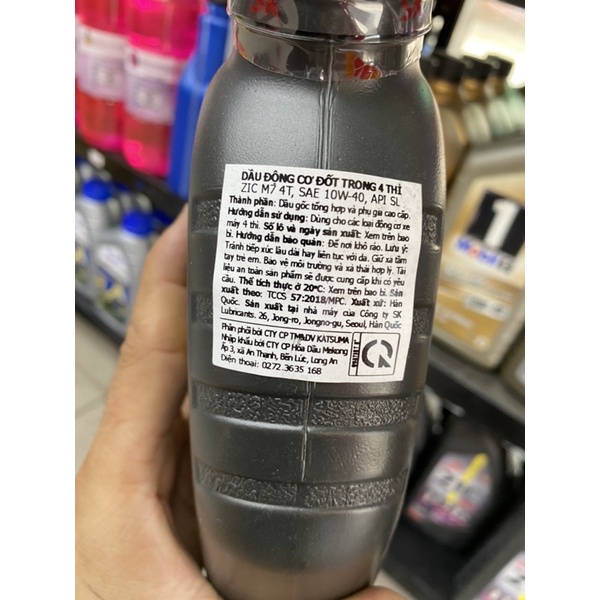 DẦU ĐỘNG CƠ ĐỐT TRONG 4 THÌ
ZIC M7 4T, SAE 10W-40, API SL
Thành phần: Dầu gốc tổng hợp và phụ gia cao cấp.
Hướng dẫn sử dụng: Dùng cho các loại động cơ xe
máy 4 thì. Số lô và ngày sản xuất: Xem trên bao
bì. Hướng dẫn bảo quản: Để nơi khô ráo. Lưu ý:
Tránh tiếp xúc lâu dài hay liên tục với da. Giữ xa tầm
tay trẻ em. Bảo vệ môi trường và xả thải hợp lý. Tài
liệu an toàn sản phẩm sẽ được cung cấp khi có yêu
cầu. Thể tích thực ở 20°C: Xem trên bao bì. Sản
xuất theo: TCCS 57:2018/MPC. Xuất xứ: Hàn
Quốc. Sản xuất tại nhà máy của Công ty SK
Lubricants. 26, Jong-ro, Jongno-gu, Seoul, Hàn Quốc
Phân phối bởi CTY CP TM&DV KATSUMA
Nhập khẩu bởi CTY CP Hóa Dầu Mekong
Ấp 3, xã An Thạnh, Bến Lức, Long An
Điện thoại: 0272.3635 168
1
Mobil
ZIC